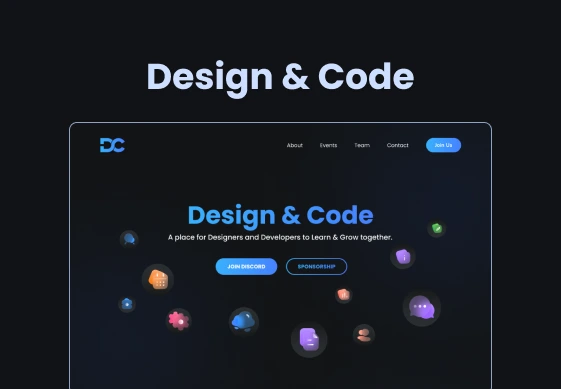 Design & Code
DC
About Events Team Contact Join Us
Design & Code
A place for Designers and Developers to Learn & Grow together.
JOIN DISCORD SPONSORSHIP